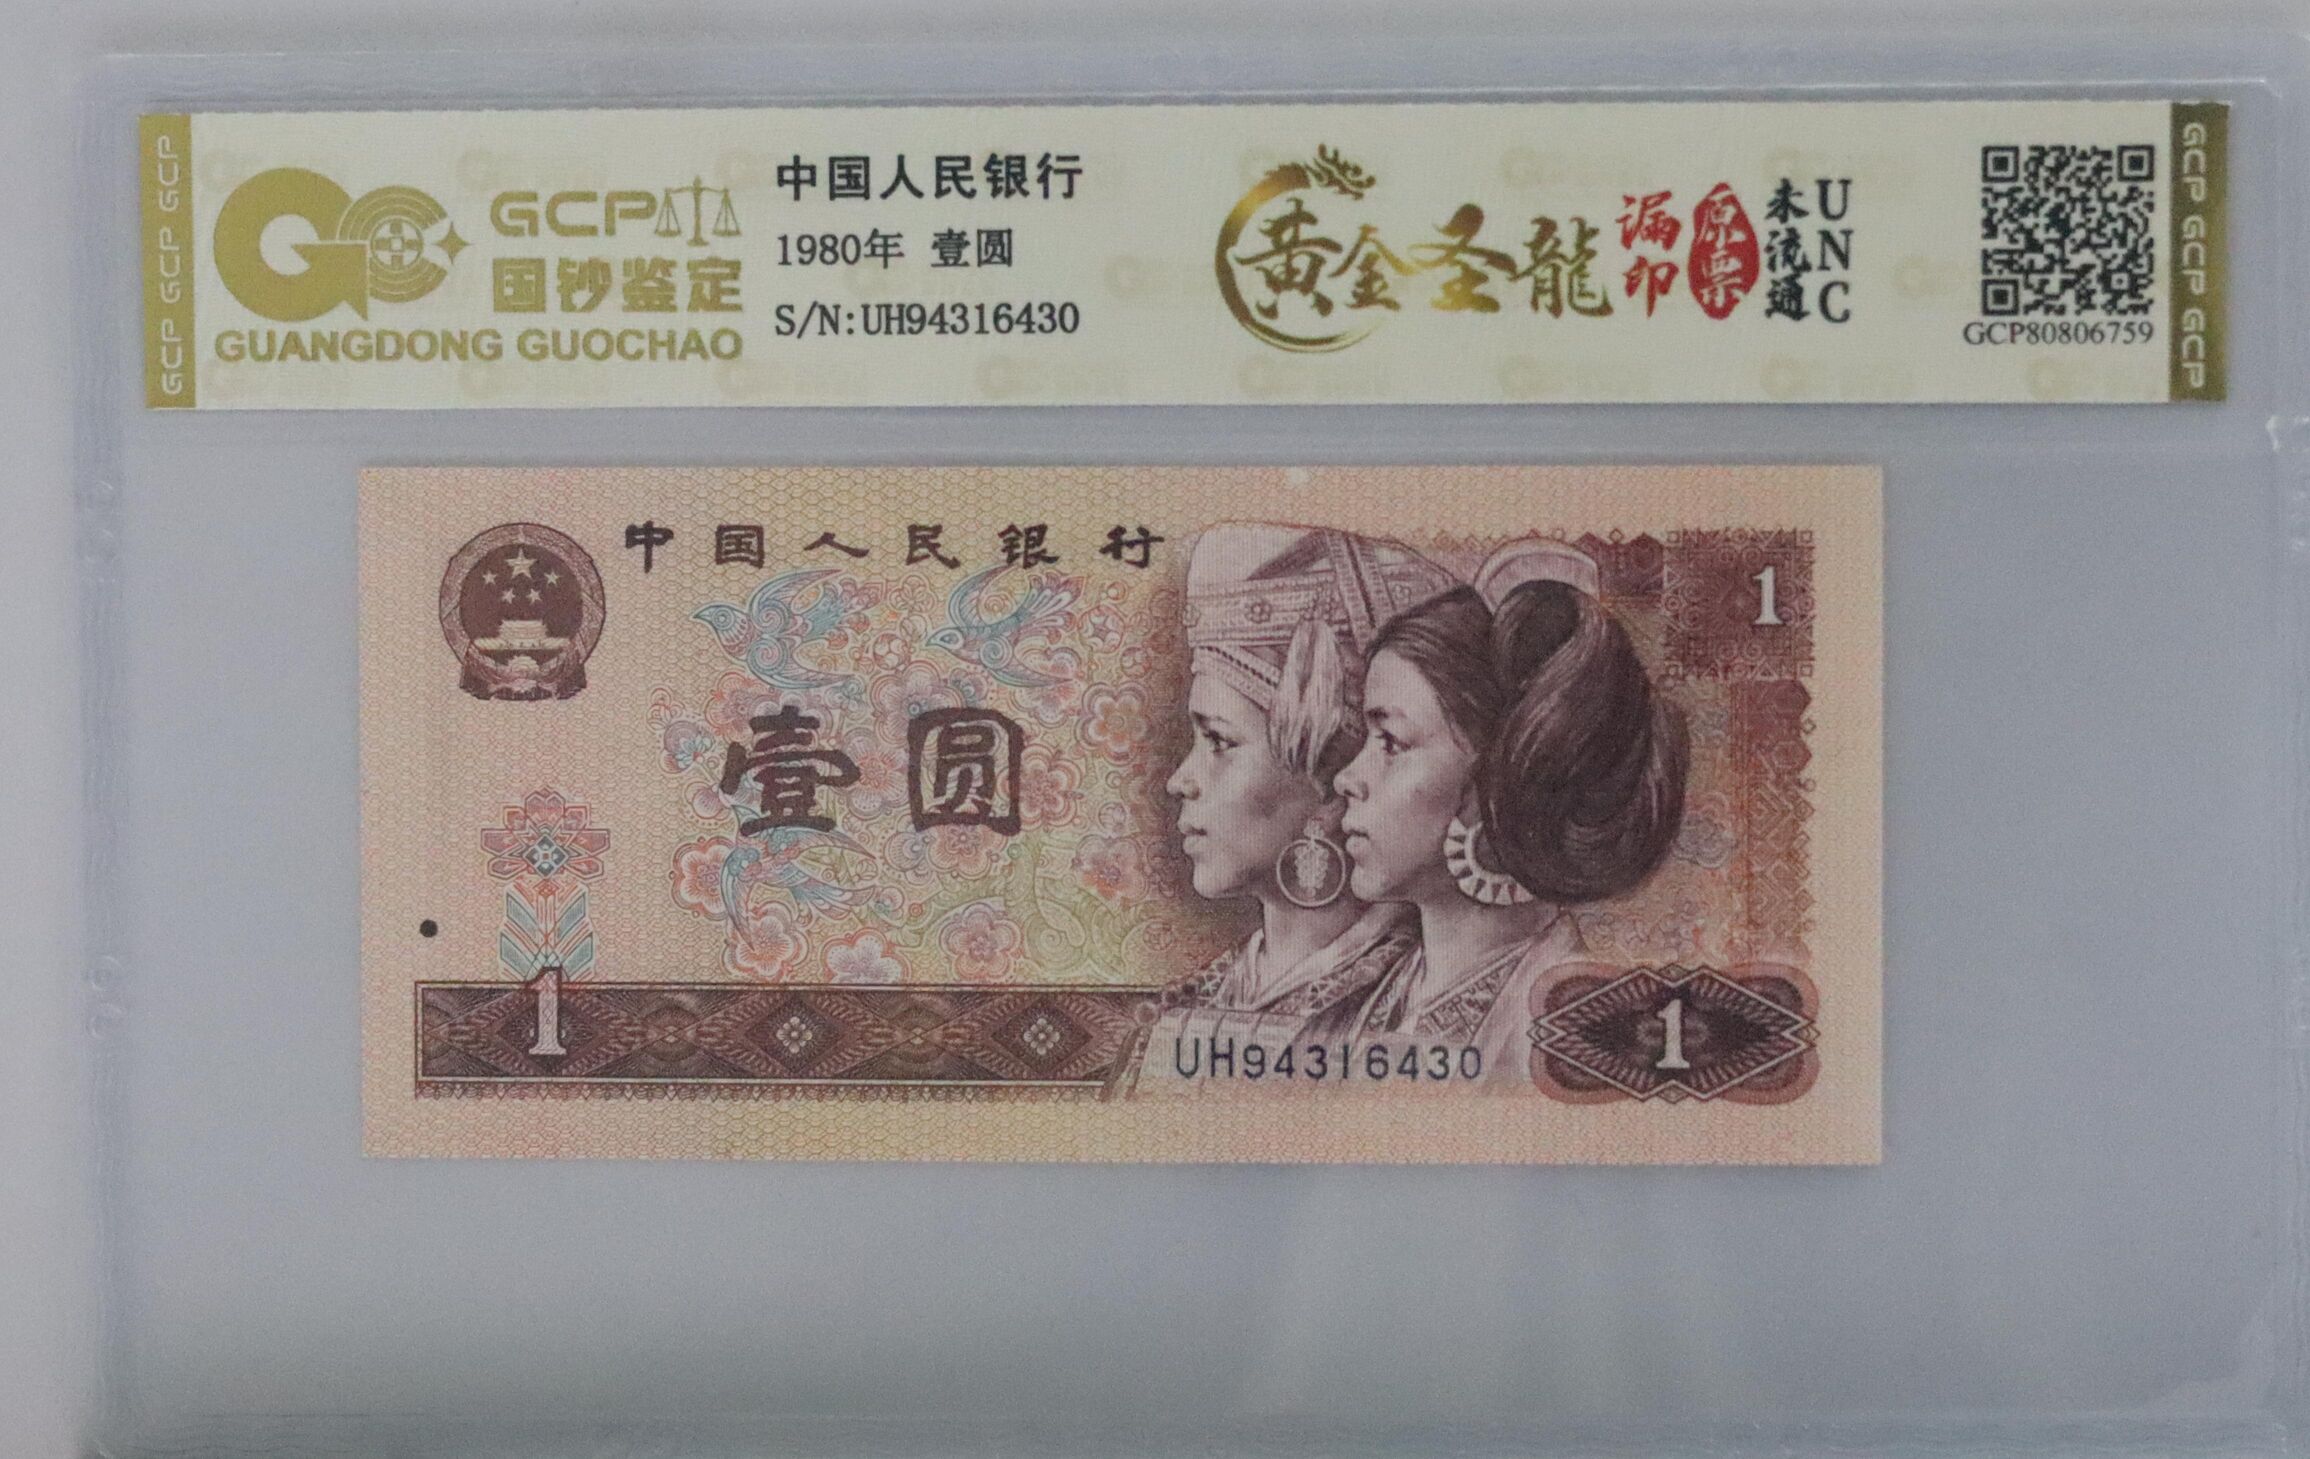 GCP GCP GCP
GCP
国钞鉴定
GUANGDONG GUOCHAO
中国人民银行
1980年 壹圆
S/N:UH94316430
黄金圣龍
漏印
原票
未流通
UNC
GCP80806759
GCP GCP GCP
中国人民银行
1
壹圆
1
UH94316430
1